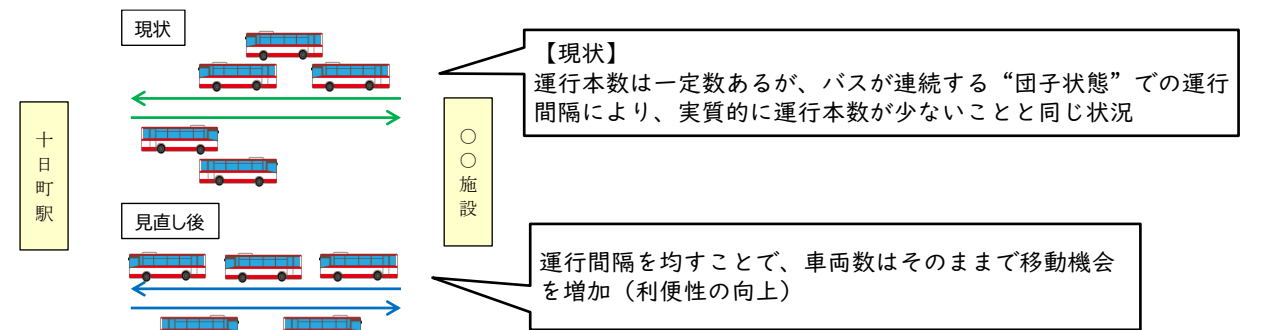 現状
【現状】
運行本数は一定数あるが、バスが連続する“団子状態”での運行
間隔により、実質的に運行本数が少ないことと同じ状況
十日町駅
○○施設
見直し後
運行間隔を均すことで、車両数はそのままで移動機会
を増加（利便性の向上）